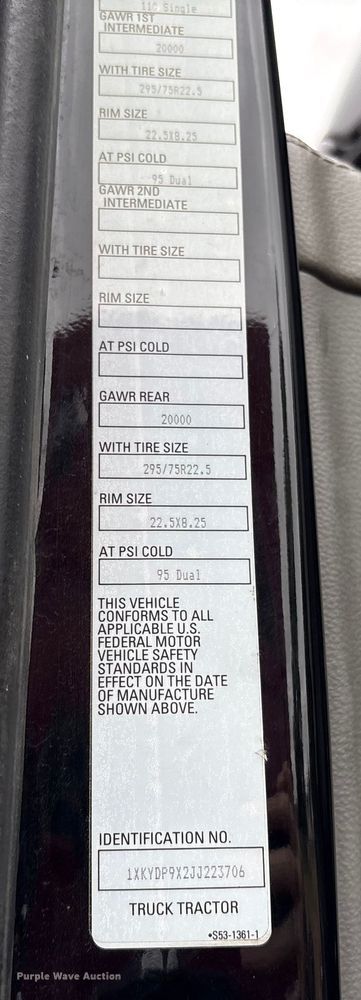 110 Single
GAWR 1ST
INTERMEDIATE
20000
WITH TIRE SIZE
295/75R22.5
RIM SIZE
22.5X8.25
AT PSI COLD
95 Dual
GAWR 2ND
INTERMEDIATE
WITH TIRE SIZE
RIM SIZE
AT PSI COLD
GAWR REAR
20000
WITH TIRE SIZE
295/75R22.5
RIM SIZE
22.5X8.25
AT PSI COLD
95 Dual
THIS VEHICLE
CONFORMS TO ALL
APPLICABLE U.S.
FEDERAL MOTOR
VEHICLE SAFETY
STANDARDS IN
EFFECT ON THE DATE
OF MANUFACTURE
SHOWN ABOVE.
IDENTIFICATION NO.
1XKYDP9X2JJ223706
TRUCK TRACTOR
•S53-1361-1
Purple Wave Auction